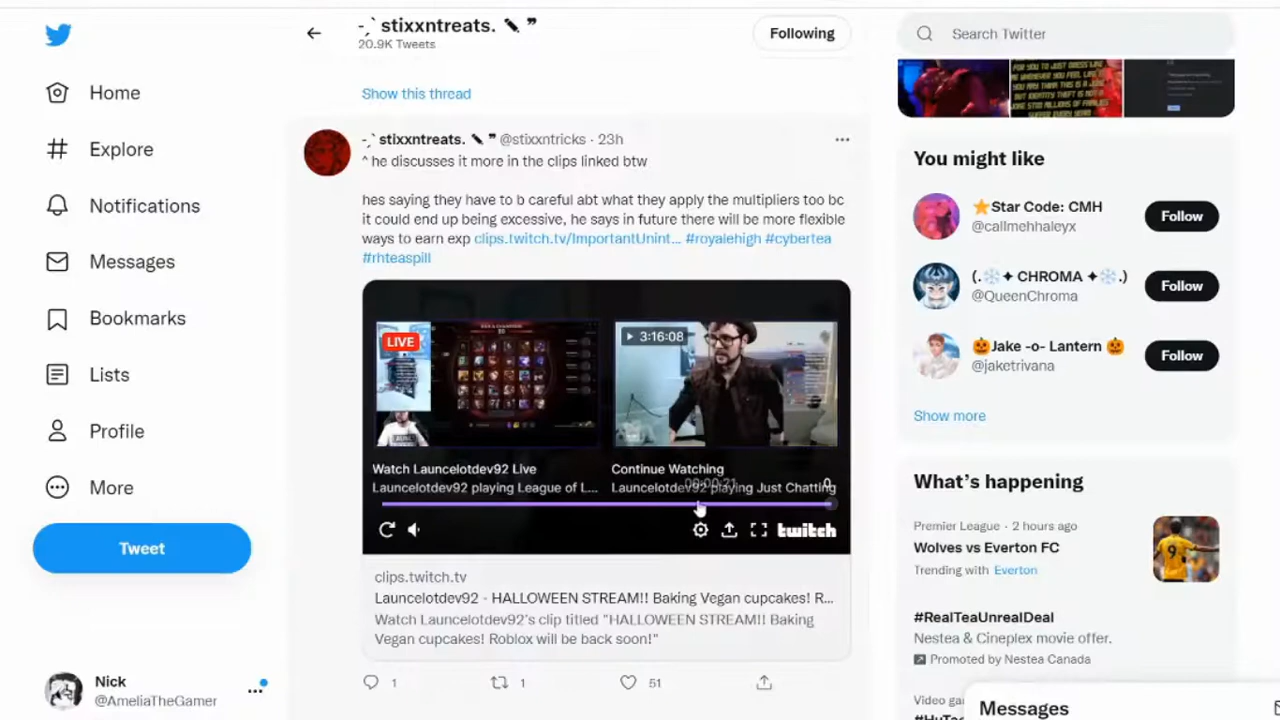 -ˏˋ stixxntreats. ✎ ❞
20.9K Tweets
Following
Search Twitter
Home
Explore
Notifications
Messages
Bookmarks
Lists
Profile
More
Tweet
Nick
@AmeliaTheGamer
Show this thread
-ˏˋ stixxntreats. ✎ ❞ @stixxntricks · 23h
^ he discusses it more in the clips linked btw
hes saying they have to b careful abt what they apply the multipliers too bc
it could end up being excessive, he says in future there will be more flexible
ways to earn exp clips.twitch.tv/ImportantUnint... #royalehigh #cybertea
#rhteaspill
LIVE
3:16:08
Watch Launcelotdev92 Live
Launcelotdev92 playing League of L...
Continue Watching
Launcelotdev92 playing Just Chatting
twitch
clips.twitch.tv
Launcelotdev92 - HALLOWEEN STREAM!! Baking Vegan cupcakes! R...
Watch Launcelotdev92's clip titled "HALLOWEEN STREAM!! Baking
Vegan cupcakes! Roblox will be back soon!"
1
1
51
You might like
⭐Star Code: CMH
@callmehhaleyx
Follow
(.❄️✦ CHROMA ✦❄️.)
@QueenChroma
Follow
🎃Jake -o- Lantern 🎃
@jaketrivana
Follow
Show more
What's happening
Premier League · 2 hours ago
Wolves vs Everton FC
Trending with Everton
9
#RealTeaUnrealDeal
Nestea & Cineplex movie offer.
Promoted by Nestea Canada
Messages